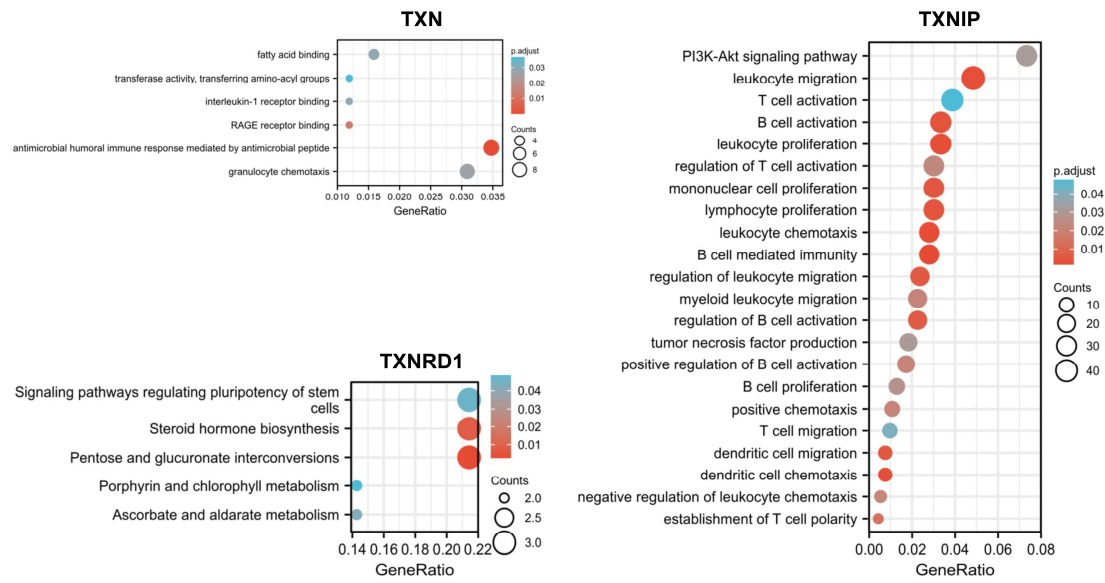 TXN
fatty acid binding
transferase activity, transferring amino-acyl groups
interleukin-1 receptor binding
RAGE receptor binding
antimicrobial humoral immune response mediated by antimicrobial peptide
granulocyte chemotaxis
0.010 0.015 0.020 0.025 0.030 0.035
GeneRatio
p.adjust
0.03
0.02
0.01
Counts
4
6
8
TXNRD1
Signaling pathways regulating pluripotency of stem
cells
Steroid hormone biosynthesis
Pentose and glucuronate interconversions
Porphyrin and chlorophyll metabolism
Ascorbate and aldarate metabolism
0.14 0.16 0.18 0.20 0.22
GeneRatio
0.04
0.03
0.02
0.01
Counts
2.0
2.5
3.0
TXNIP
PI3K-Akt signaling pathway
leukocyte migration
T cell activation
B cell activation
leukocyte proliferation
regulation of T cell activation
mononuclear cell proliferation
lymphocyte proliferation
leukocyte chemotaxis
B cell mediated immunity
regulation of leukocyte migration
myeloid leukocyte migration
regulation of B cell activation
tumor necrosis factor production
positive regulation of B cell activation
B cell proliferation
positive chemotaxis
T cell migration
dendritic cell migration
dendritic cell chemotaxis
negative regulation of leukocyte chemotaxis
establishment of T cell polarity
0.00 0.02 0.04 0.06 0.08
GeneRatio
p.adjust
0.04
0.03
0.02
0.01
Counts
10
20
30
40